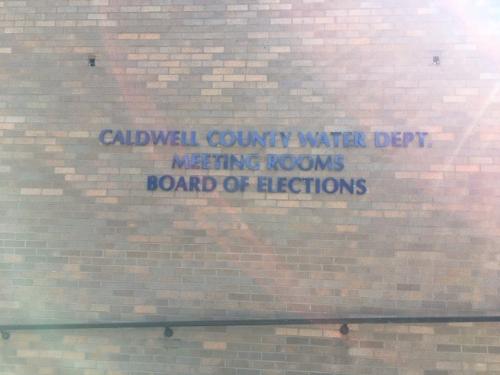 CALDWELL COUNTY WATER DEPT.
MEETING ROOMS
BOARD OF ELECTIONS